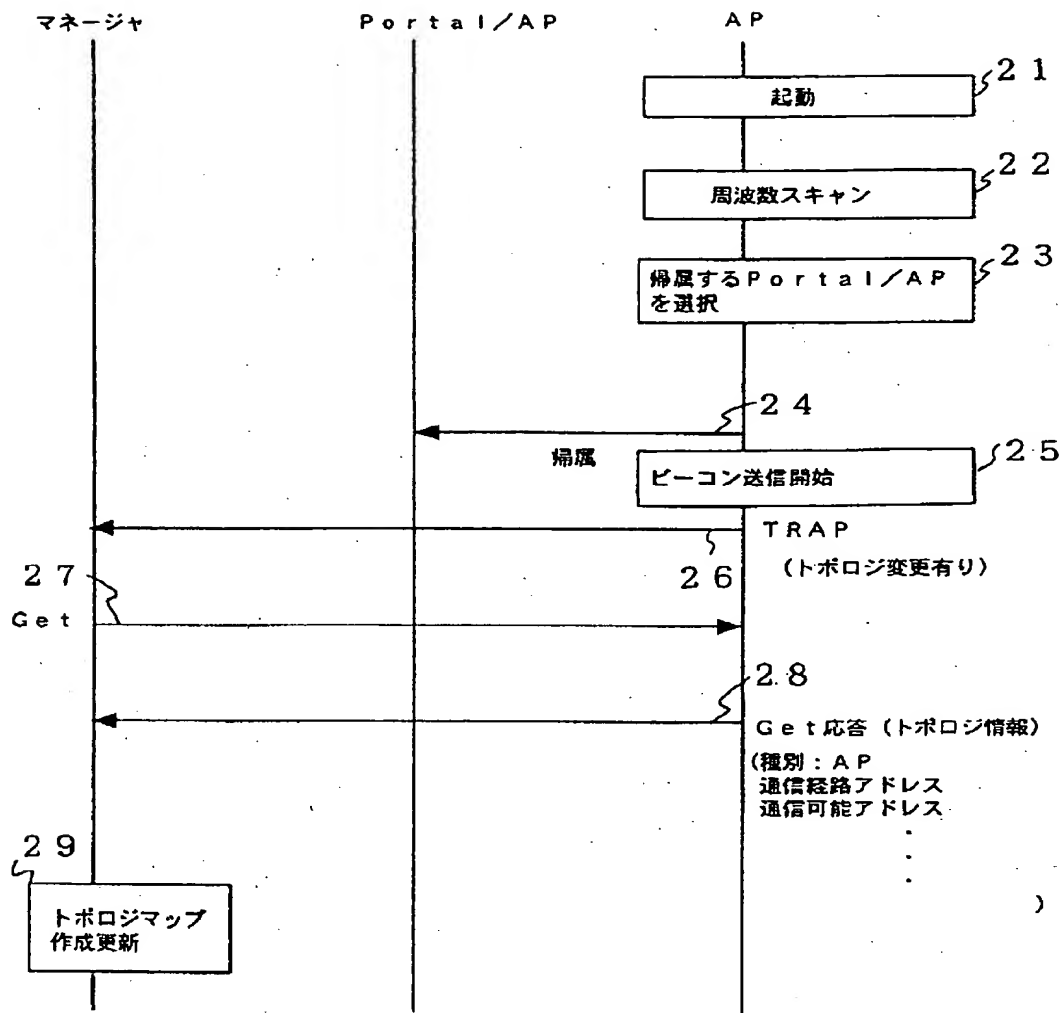 マネージャ
Portal/AP
AP
起動
21
周波数スキャン
22
帰属するPortal/AP
を選択
23
24
帰属
ビーコン送信開始
25
TRAP
(トポロジ変更有り)
26
27
Get
28
Get応答(トポロジ情報)
(種別:AP
通信経路アドレス
通信可能アドレス
・
・
・
)
29
トポロジマップ
作成更新